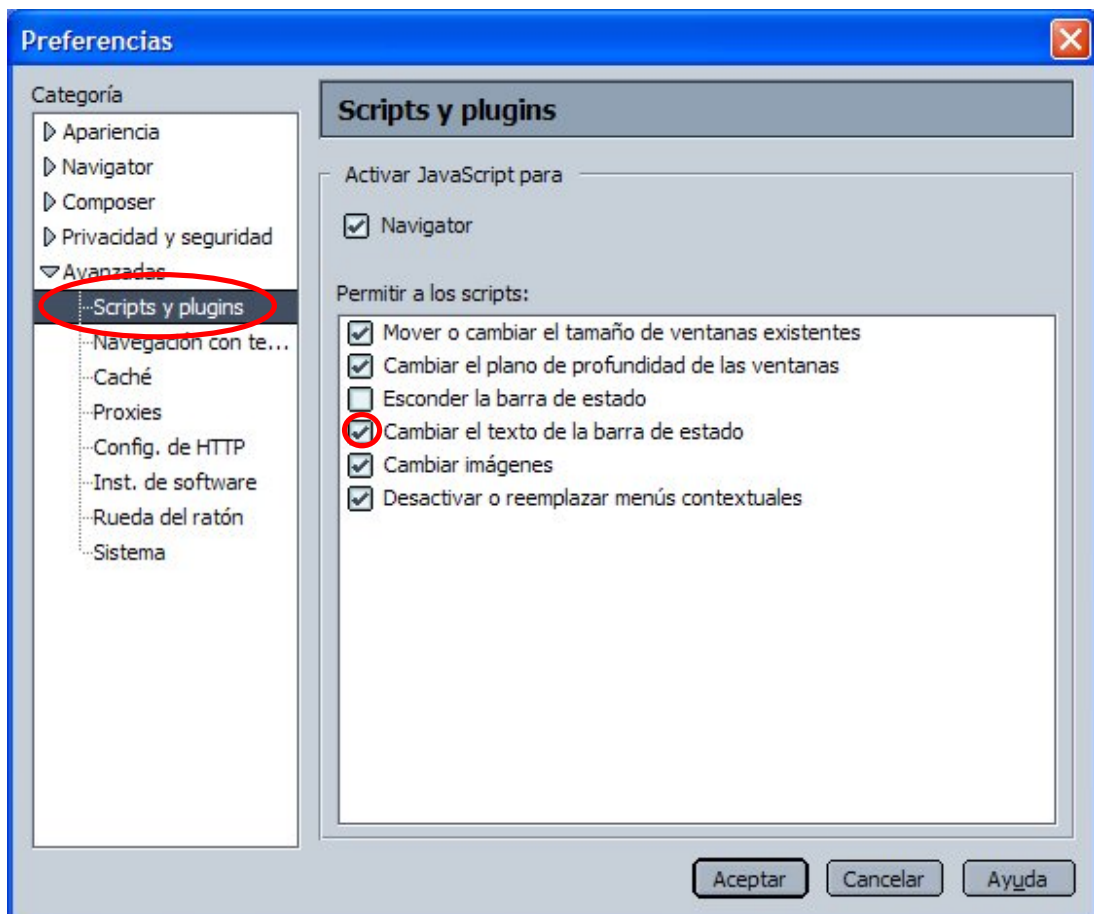 Preferencias
Categoría
Apariencia
Navigator
Composer
Privacidad y seguridad
Avanzadas
Scripts y plugins
Navegación con te...
Caché
Proxies
Config. de HTTP
Inst. de software
Rueda del ratón
Sistema
Scripts y plugins
Activar JavaScript para
Navigator
Permitir a los scripts:
Mover o cambiar el tamaño de ventanas existentes
Cambiar el plano de profundidad de las ventanas
Esconder la barra de estado
Cambiar el texto de la barra de estado
Cambiar imágenes
Desactivar o reemplazar menús contextuales
Aceptar Cancelar Ayuda